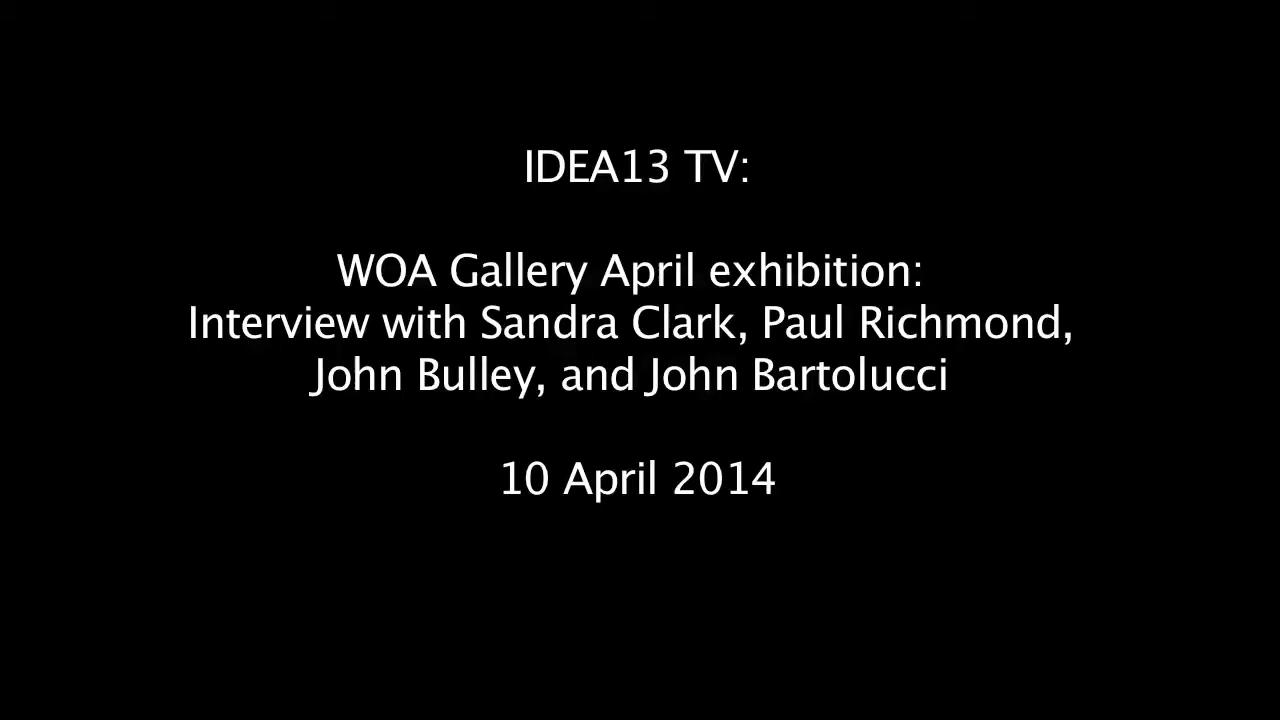 IDEA13 TV:
WOA Gallery April exhibition:
Interview with Sandra Clark, Paul Richmond,
John Bulley, and John Bartolucci
10 April 2014